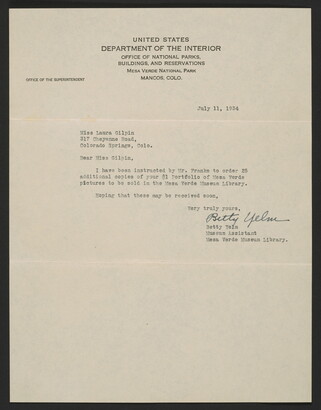 UNITED STATES
DEPARTMENT OF THE INTERIOR
OFFICE OF NATIONAL PARKS,
BUILDINGS, AND RESERVATIONS
MESA VERDE NATIONAL PARK
MANCOS, COLO.
OFFICE OF THE SUPERINTENDENT
July 11, 1934
Miss Laura Gilpin
317 Cheyenne Road,
Colorado Springs, Colo.
Dear Miss Gilpin,
I have been instructed by Mr. Franke to order 25
additional copies of your $1 Portfolio of Mesa Verde
pictures to be sold in the Mesa Verde Museum Library.
Hoping that these may be received soon,
Very truly yours,
Betty Yelm
Betty Yelm
Museum Assistant
Mesa Verde Museum Library.